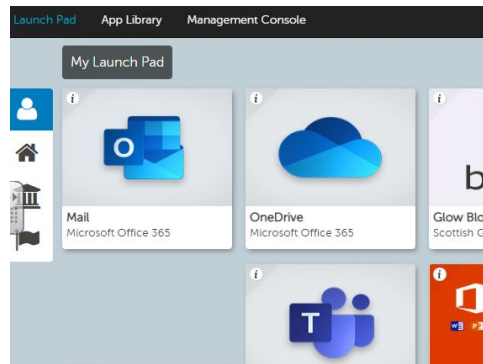 Launch Pad App Library Management Console
My Launch Pad
i i i
O b
Mail OneDrive Glow Blo
Microsoft Office 365 Microsoft Office 365 Scottish G
i i
T
W P